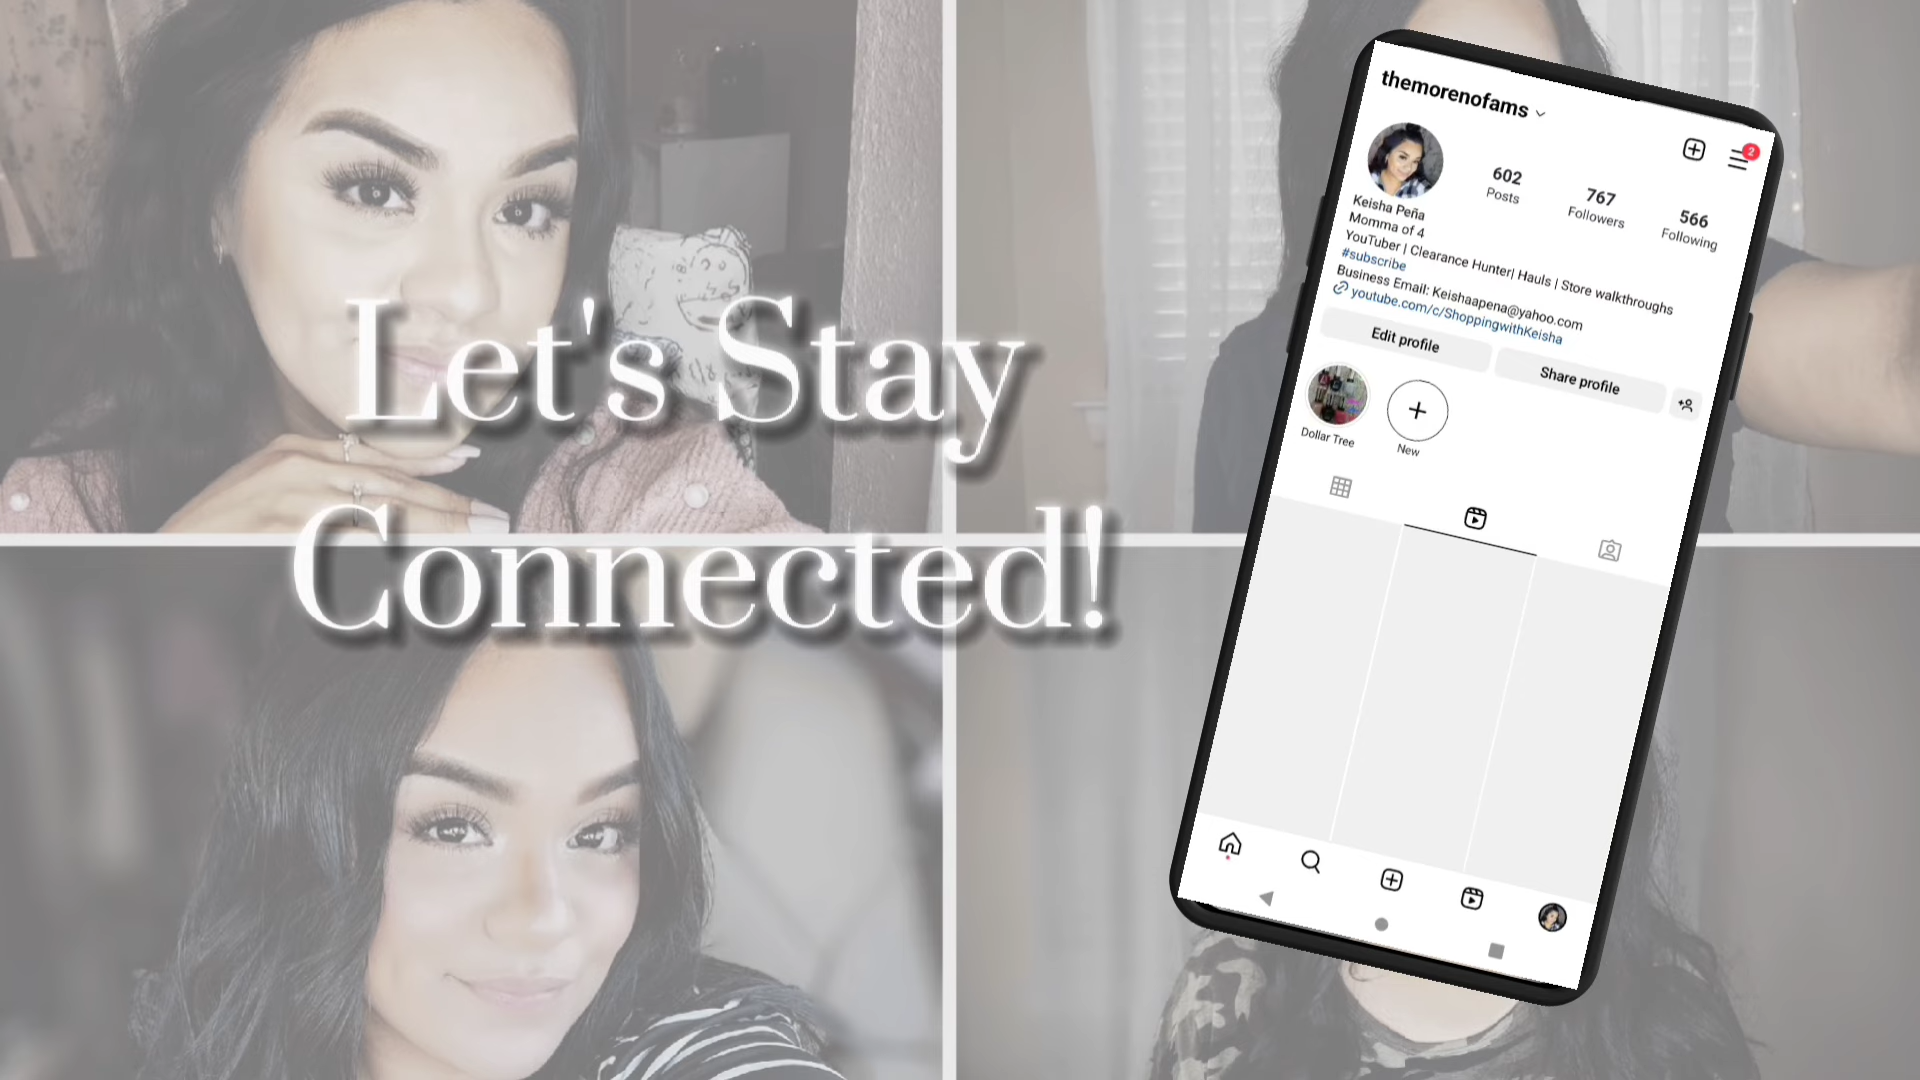 Let's Stay
Connected!
themorenofams
2
602
Posts
767
Followers
566
Following
Keisha Peña
Momma of 4
YouTuber | Clearance Hunter| Hauls | Store walkthroughs
#subscribe
Business Email: Keishaapena@yahoo.com
youtube.com/c/ShoppingwithKeisha
Edit profile
Share profile
Dollar Tree
New